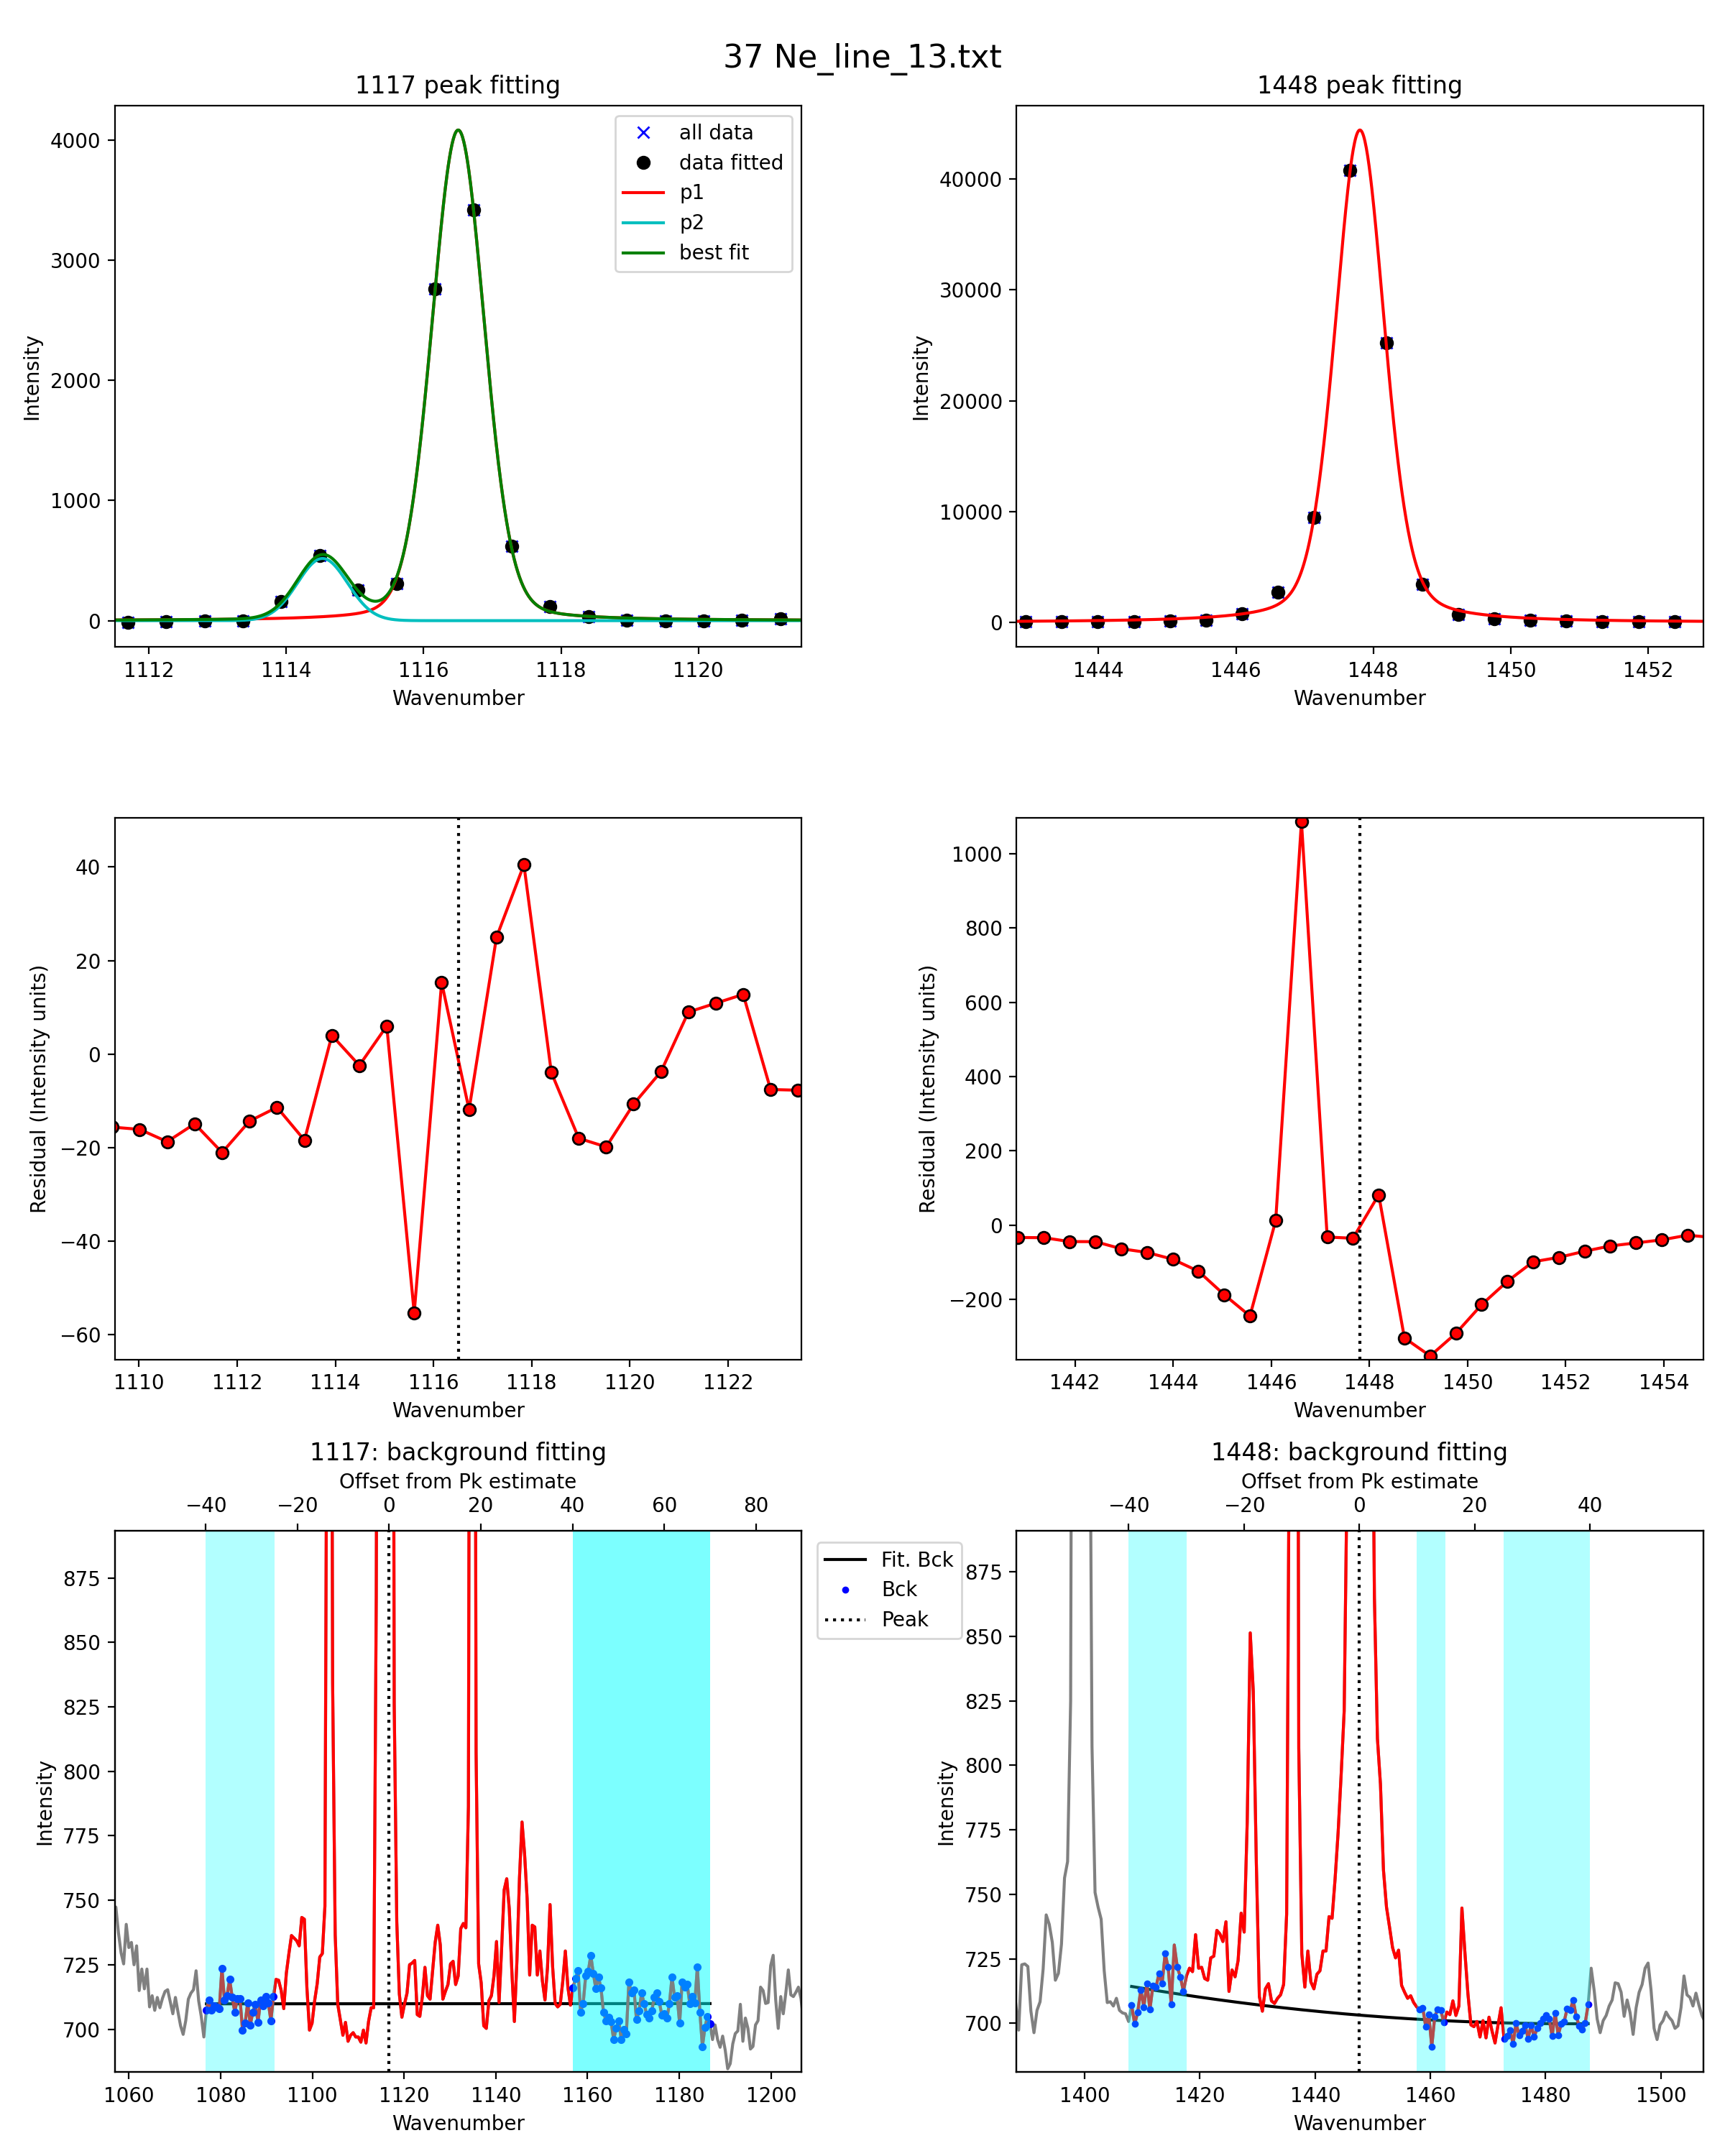 37 Ne_line_13.txt
1117 peak fitting
1448 peak fitting
all data
data fitted
p1
p2
best fit
Intensity
4000
3000
2000
1000
0
1112 1114 1116 1118 1120
Wavenumber
Intensity
40000
30000
20000
10000
0
1444 1446 1448 1450 1452
Wavenumber
Residual (Intensity units)
40
20
0
−20
−40
−60
1110 1112 1114 1116 1118 1120 1122
Wavenumber
Residual (Intensity units)
1000
800
600
400
200
0
−200
1442 1444 1446 1448 1450 1452 1454
Wavenumber
1117: background fitting
Offset from Pk estimate
−40 −20 0 20 40 60 80
Intensity
875
850
825
800
775
750
725
700
1060 1080 1100 1120 1140 1160 1180 1200
Wavenumber
Fit. Bck
Bck
Peak
1448: background fitting
Offset from Pk estimate
−40 −20 0 20 40
Intensity
875
850
825
800
775
750
725
700
1400 1420 1440 1460 1480 1500
Wavenumber